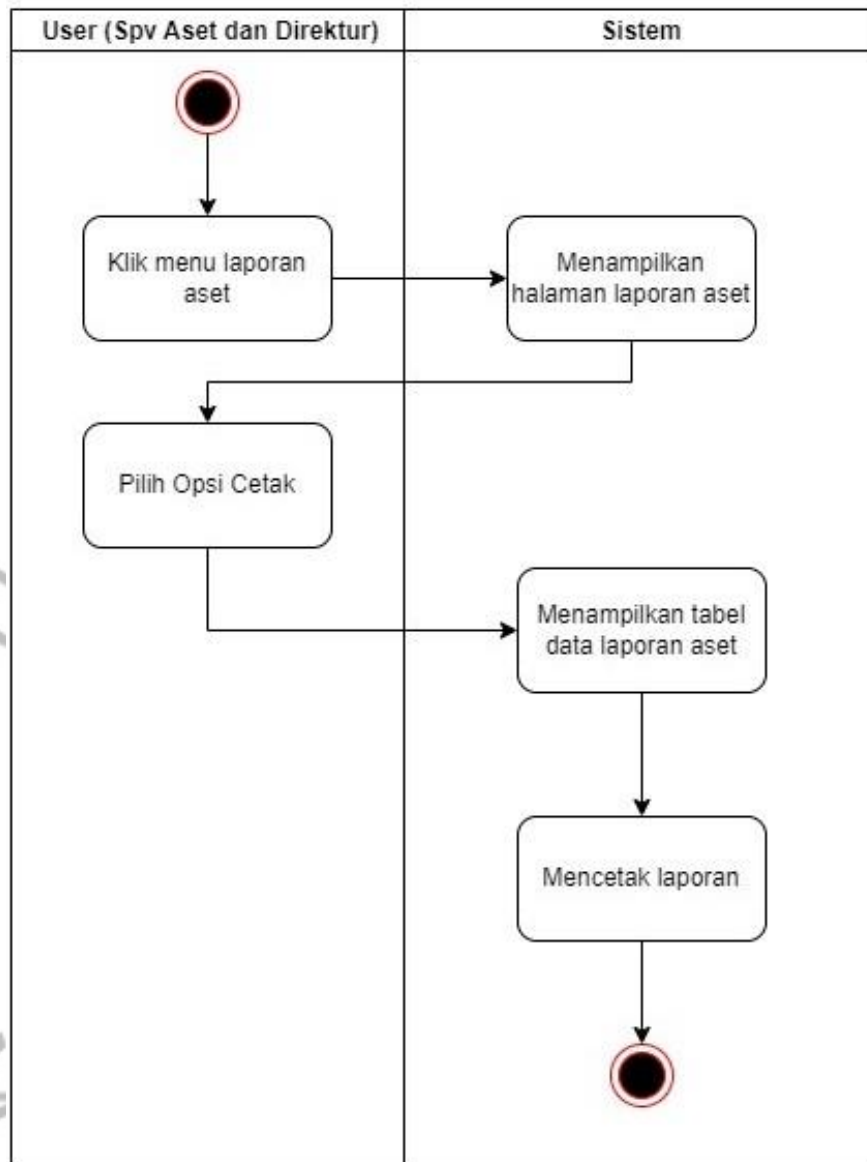 User (Spv Aset dan Direktur)
Sistem
Klik menu laporan
aset
Menampilkan
halaman laporan aset
Pilih Opsi Cetak
Menampilkan tabel
data laporan aset
Mencetak laporan